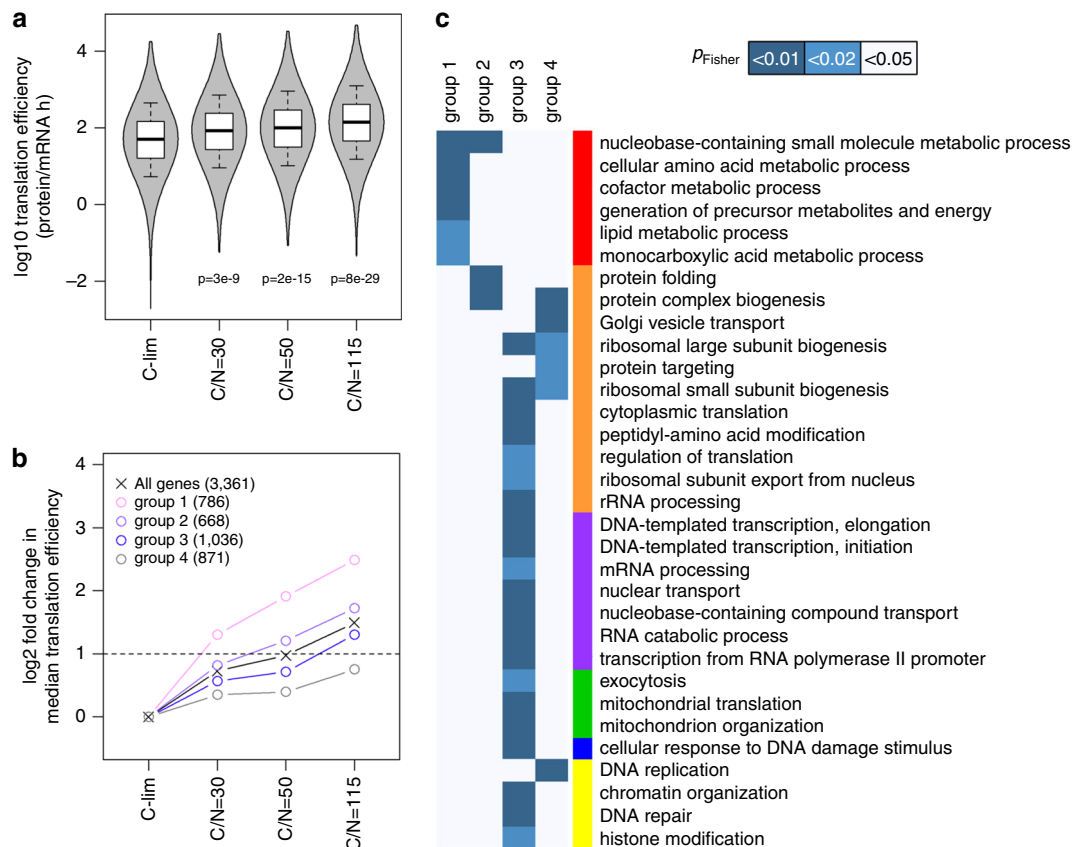 a
log10 translation efficiency
(protein/mRNA h)
4
2
0
−2
p=3e-9
p=2e-15
p=8e-29
C-lim
C/N=30
C/N=50
C/N=115
b
log2 fold change in
median translation efficiency
4
3
2
1
0
All genes (3,361)
group 1 (786)
group 2 (668)
group 3 (1,036)
group 4 (871)
C-lim
C/N=30
C/N=50
C/N=115
c
pFisher <0.01 <0.02 <0.05
group 1
group 2
group 3
group 4
nucleobase-containing small molecule metabolic process
cellular amino acid metabolic process
cofactor metabolic process
generation of precursor metabolites and energy
lipid metabolic process
monocarboxylic acid metabolic process
protein folding
protein complex biogenesis
Golgi vesicle transport
ribosomal large subunit biogenesis
protein targeting
ribosomal small subunit biogenesis
cytoplasmic translation
peptidyl-amino acid modification
regulation of translation
ribosomal subunit export from nucleus
rRNA processing
DNA-templated transcription, elongation
DNA-templated transcription, initiation
mRNA processing
nuclear transport
nucleobase-containing compound transport
RNA catabolic process
transcription from RNA polymerase II promoter
exocytosis
mitochondrial translation
mitochondrion organization
cellular response to DNA damage stimulus
DNA replication
chromatin organization
DNA repair
histone modification